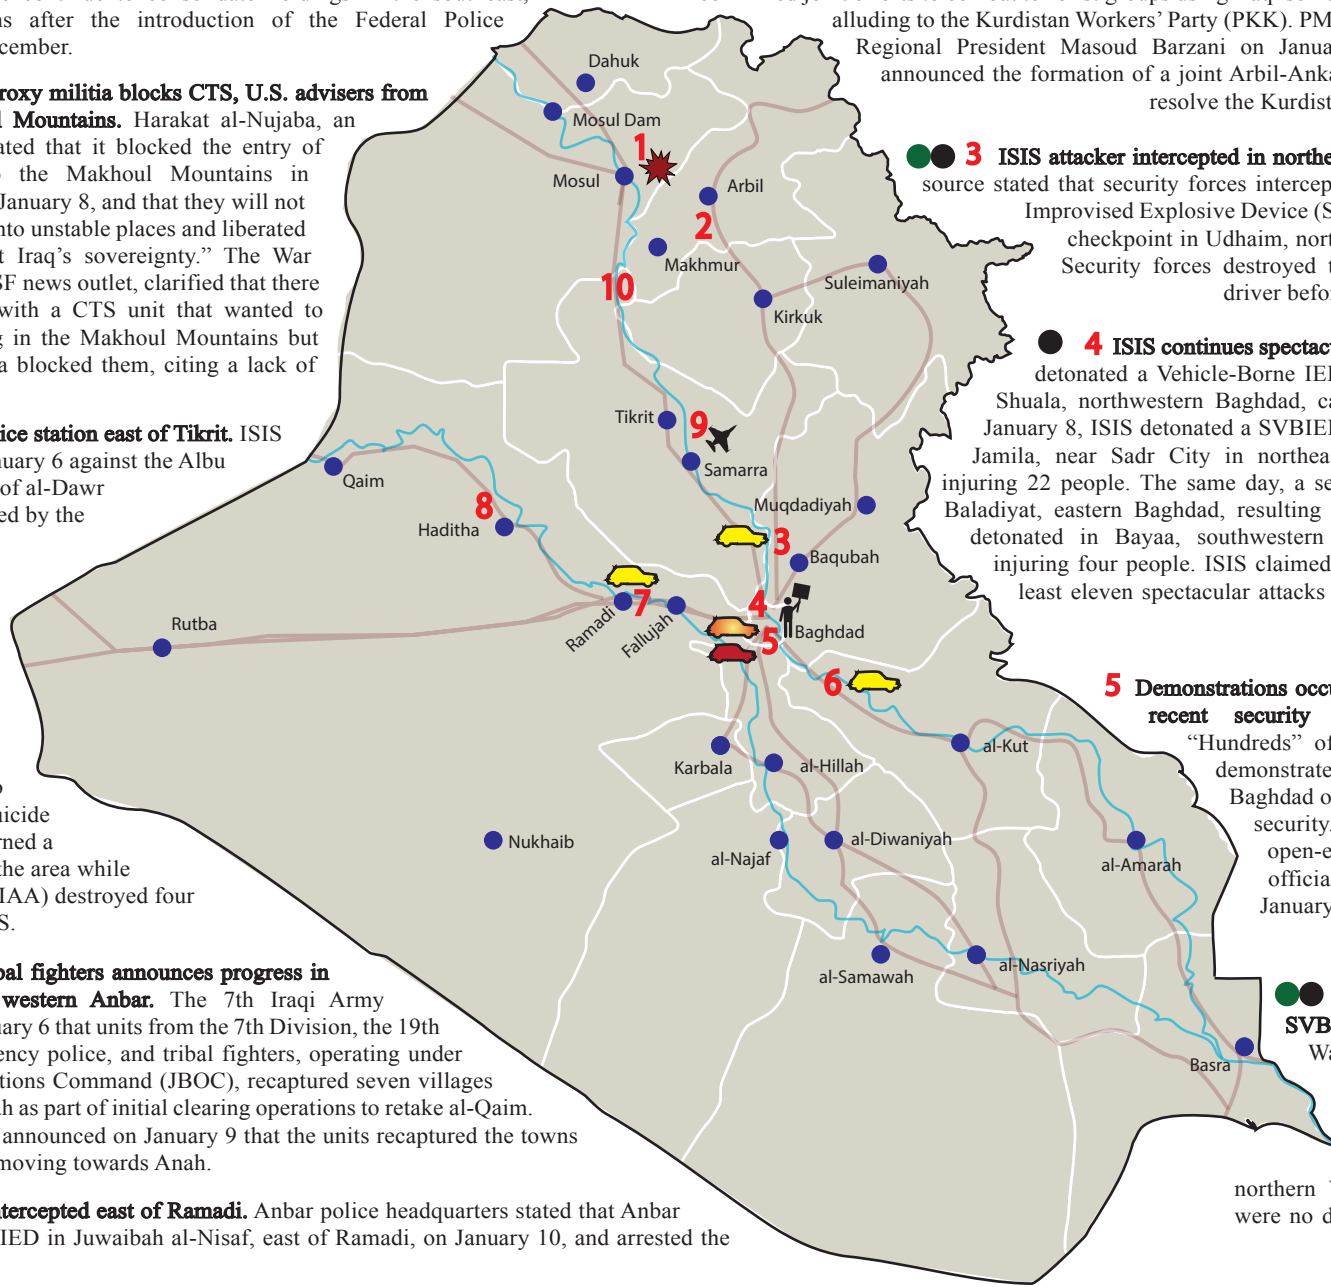 ns after the introduction of the Federal Police
cember.
roxy militia blocks CTS, U.S. advisers from
l Mountains. Harakat al-Nujaba, an
ated that it blocked the entry of
o the Makhoul Mountains in
January 8, and that they will not
nto unstable places and liberated
t Iraq’s sovereignty.” The War
SF news outlet, clarified that there
with a CTS unit that wanted to
g in the Makhoul Mountains but
a blocked them, citing a lack of
ice station east of Tikrit. ISIS
nuary 6 against the Albu
of al-Dawr
ed by the
uicide
rned a
the area while
IAA) destroyed four
S.
bal fighters announces progress in
western Anbar. The 7th Iraqi Army
uary 6 that units from the 7th Division, the 19th
ency police, and tribal fighters, operating under
ations Command (JBOC), recaptured seven villages
ah as part of initial clearing operations to retake al-Qaim.
announced on January 9 that the units recaptured the towns
moving towards Anah.
ntercepted east of Ramadi. Anbar police headquarters stated that Anbar
IED in Juwaibah al-Nisaf, east of Ramadi, on January 10, and arrested the
alluding to the Kurdistan Workers’ Party (PKK). PM
Regional President Masoud Barzani on Janua
announced the formation of a joint Arbil-Anka
resolve the Kurdist
3 ISIS attacker intercepted in northe
source stated that security forces intercep
Improvised Explosive Device (S
checkpoint in Udhaim, nort
Security forces destroyed t
driver befor
4 ISIS continues spectac
detonated a Vehicle-Borne IEI
Shuala, northwestern Baghdad, ca
January 8, ISIS detonated a SVBIEI
Jamila, near Sadr City in northea
injuring 22 people. The same day, a se
Baladiyat, eastern Baghdad, resulting
detonated in Bayaa, southwestern
injuring four people. ISIS claimed
least eleven spectacular attacks
5 Demonstrations occu
recent security
“Hundreds” of
demonstrate
Baghdad o
security.
open-e
officia
January
SVB
Wa
northern
were no d
Dahuk
Mosul Dam
1
Mosul
Arbil
2
Makhmur
10
Suleimaniyah
Kirkuk
Tikrit
9
Samarra
Qaim
Muqdadiyah
8
Haditha
3
Baqubah
7
Ramadi
Fallujah
4
Baghdad
5
Rutba
6
al-Kut
Karbala
al-Hillah
Nukhaib
al-Najaf
al-Diwaniyah
al-Amarah
al-Samawah
al-Nasriyah
Basra